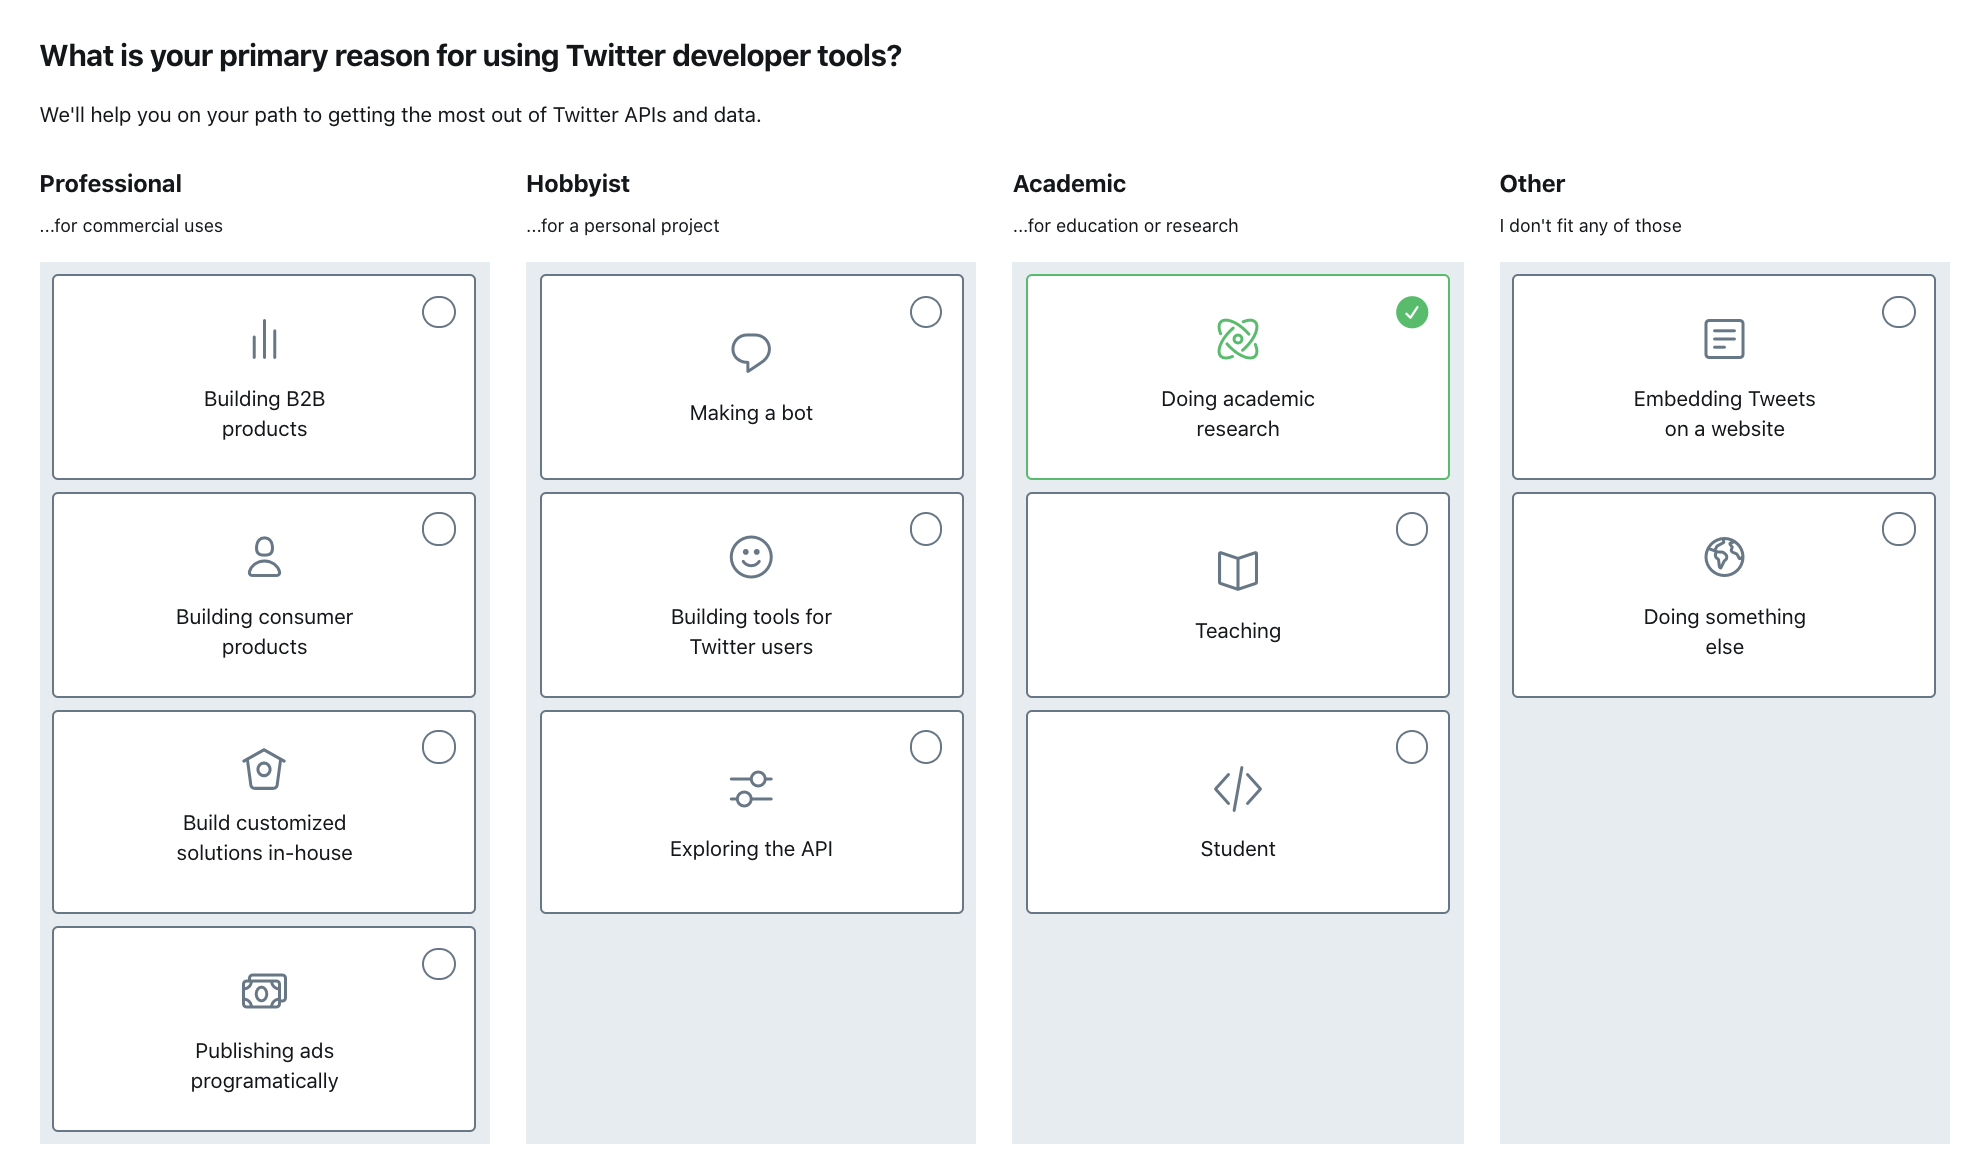 What is your primary reason for using Twitter developer tools?
We'll help you on your path to getting the most out of Twitter APIs and data.
Professional
...for commercial uses
Building B2B
products
Building consumer
products
Build customized
solutions in-house
Publishing ads
programatically
Hobbyist
...for a personal project
Making a bot
Building tools for
Twitter users
Exploring the API
Academic
...for education or research
Doing academic
research
Teaching
Student
Other
I don't fit any of those
Embedding Tweets
on a website
Doing something
else